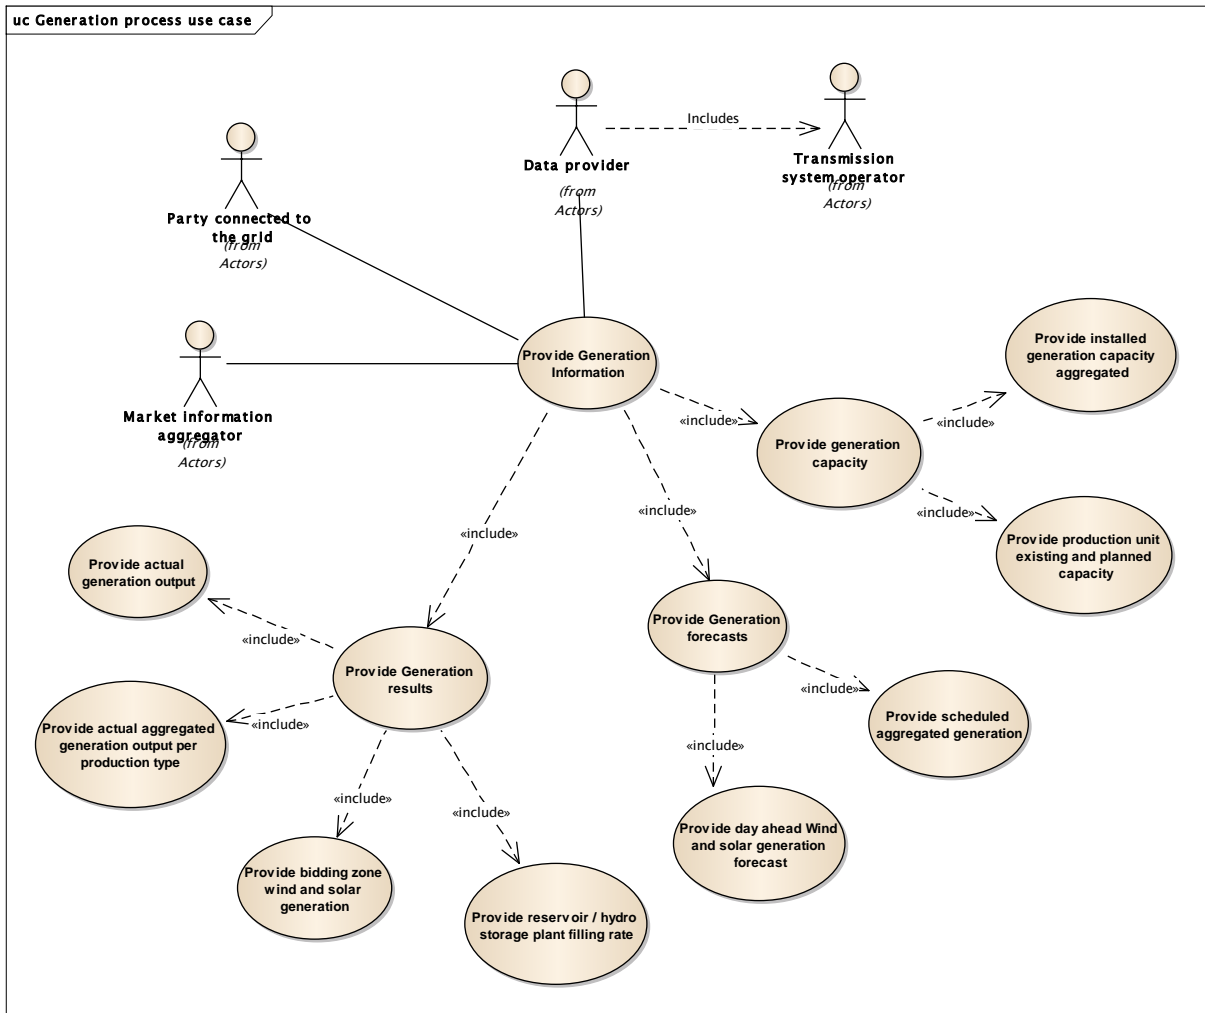 uc Generation process use case
Includes
Data provider
(from
Actors)
Transmission
system operator
(from
Actors)
Party connected to
the grid
(from
Actors)
Market information
aggregator
(from
Actors)
Provide Generation
Information
Provide installed
generation capacity
aggregated
«include»
«include»
Provide generation
capacity
«include»
«include»
Provide production unit
existing and planned
capacity
«include»
Provide actual
generation output
Provide Generation
forecasts
«include»
Provide Generation
results
«include»
Provide scheduled
aggregated generation
«include»
Provide actual aggregated
generation output per
production type
«include»
«include»
«include»
Provide day ahead Wind
and solar generation
forecast
Provide bidding zone
wind and solar
generation
Provide reservoir / hydro
storage plant filling rate